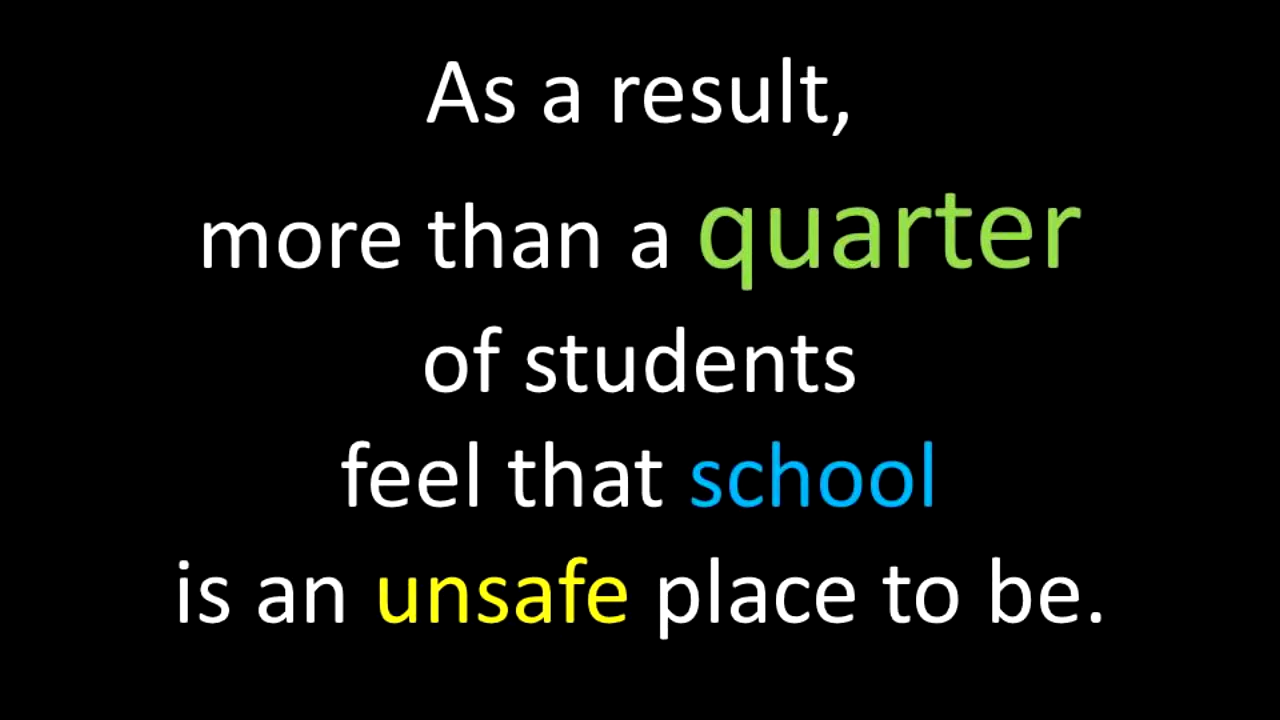 As a result,
more than a quarter
of students
feel that school
is an unsafe place to be.